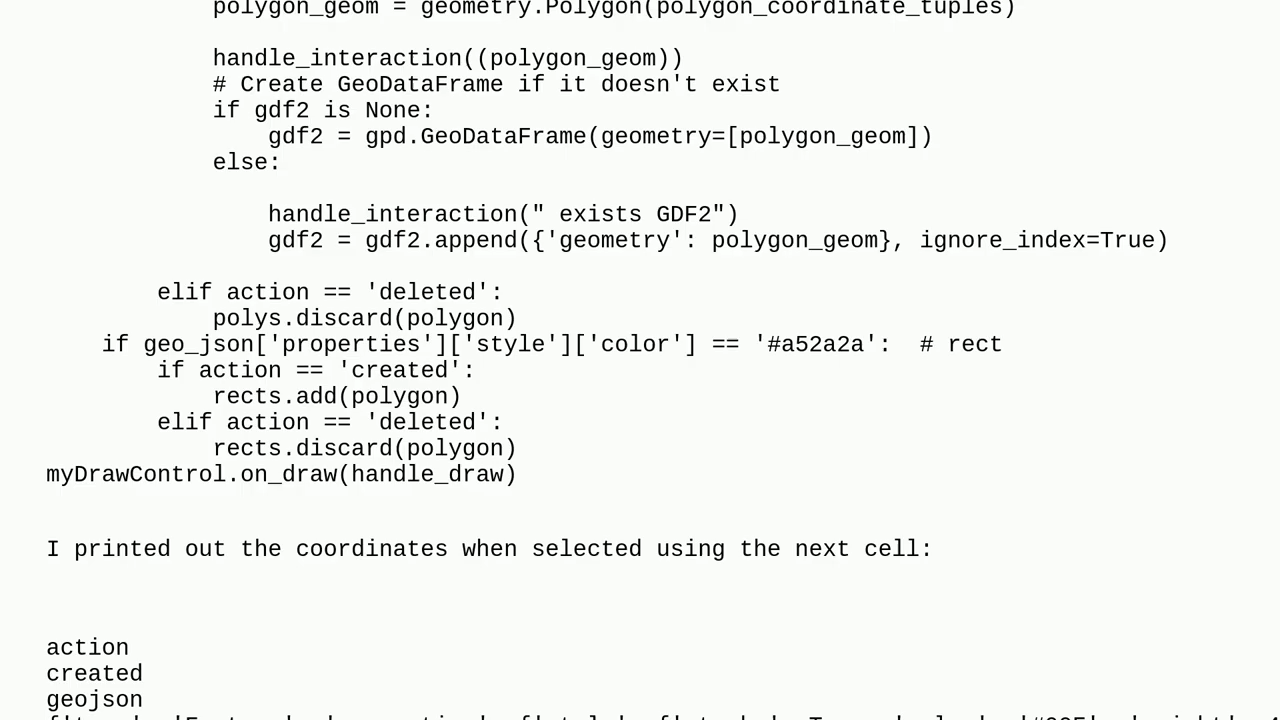 polygon_geom = geometry.Polygon(polygon_coordinate_tuples)
handle_interaction((polygon_geom))
# Create GeoDataFrame if it doesn't exist
if gdf2 is None:
gdf2 = gpd.GeoDataFrame(geometry=[polygon_geom])
else:
handle_interaction(" exists GDF2")
gdf2 = gdf2.append({'geometry': polygon_geom}, ignore_index=True)
elif action == 'deleted':
polys.discard(polygon)
if geo_json['properties']['style']['color'] == '#a52a2a':  # rect
if action == 'created':
rects.add(polygon)
elif action == 'deleted':
rects.discard(polygon)
myDrawControl.on_draw(handle_draw)
I printed out the coordinates when selected using the next cell:
action
created
geojson